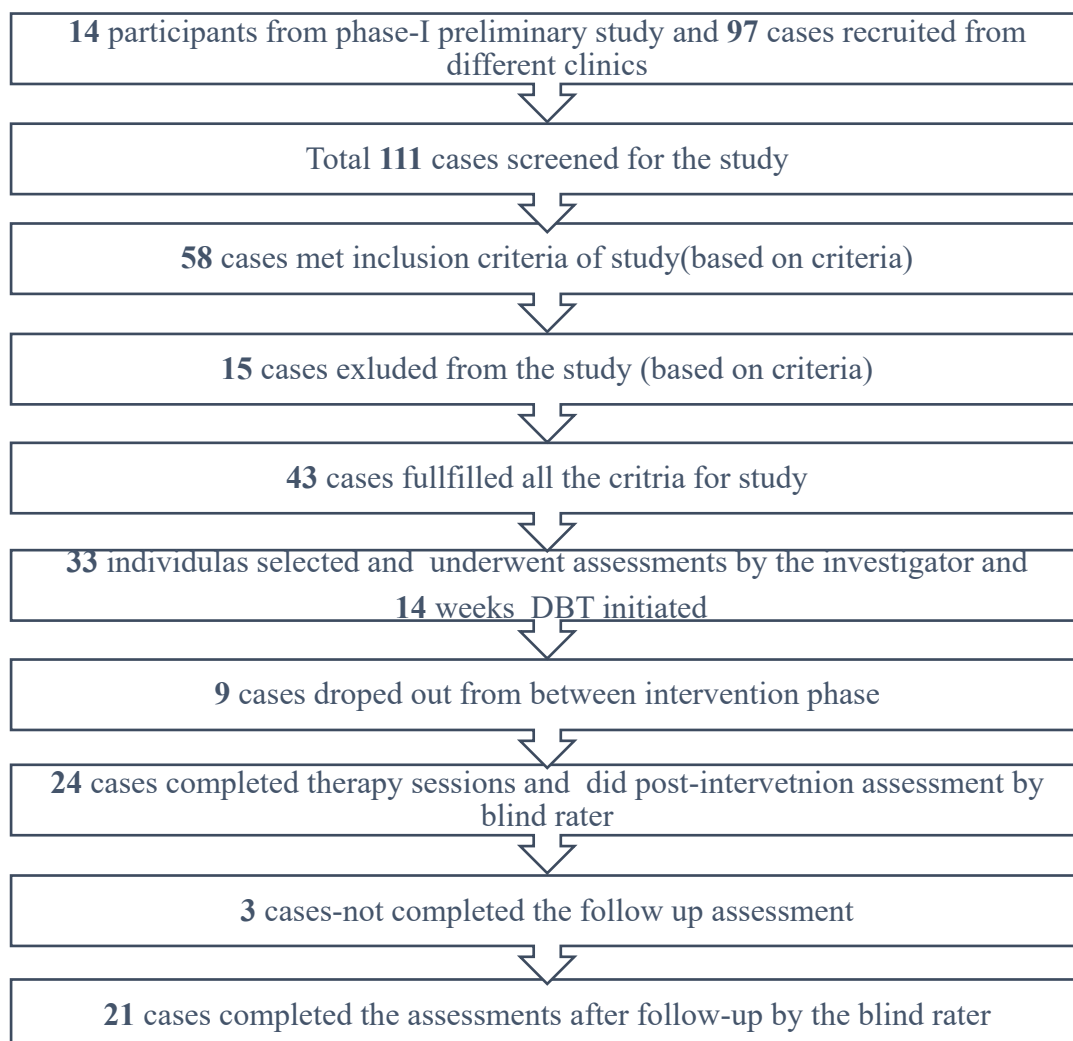 14 participants from phase-I preliminary study and 97 cases recruited from
different clinics
Total 111 cases screened for the study
58 cases met inclusion criteria of study(based on criteria)
15 cases exluded from the study (based on criteria)
43 cases fullfilled all the critria for study
33 individulas selected and  underwent assessments by the investigator and
14 weeks  DBT initiated
9 cases droped out from between intervention phase
24 cases completed therapy sessions and  did post-intervetnion assessment by
blind rater
3 cases-not completed the follow up assessment
21 cases completed the assessments after follow-up by the blind rater